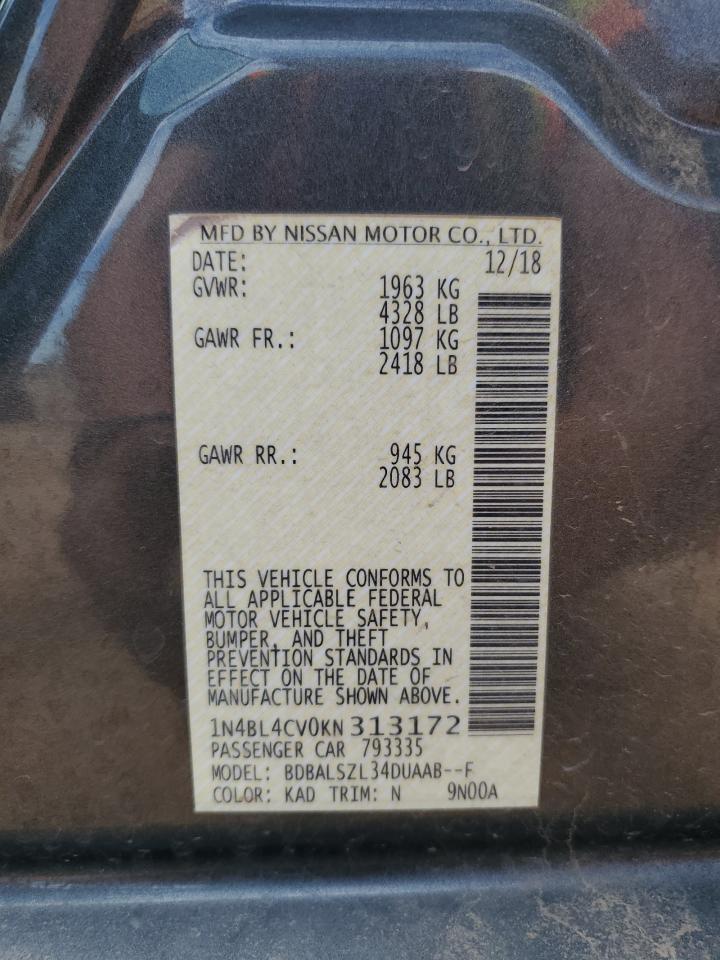 MFD BY NISSAN MOTOR CO., LTD.
DATE: 12/18
GVWR: 1963 KG
4328 LB
GAWR FR.: 1097 KG
2418 LB
GAWR RR.: 945 KG
2083 LB
THIS VEHICLE CONFORMS TO
ALL APPLICABLE FEDERAL
MOTOR VEHICLE SAFETY,
BUMPER, AND THEFT
PREVENTION STANDARDS IN
EFFECT ON THE DATE OF
MANUFACTURE SHOWN ABOVE.
1N4BL4CV0KN313172
PASSENGER CAR 793335
MODEL: BDBALSZL34DUAAB--F
COLOR: KAD TRIM: N 9N00A